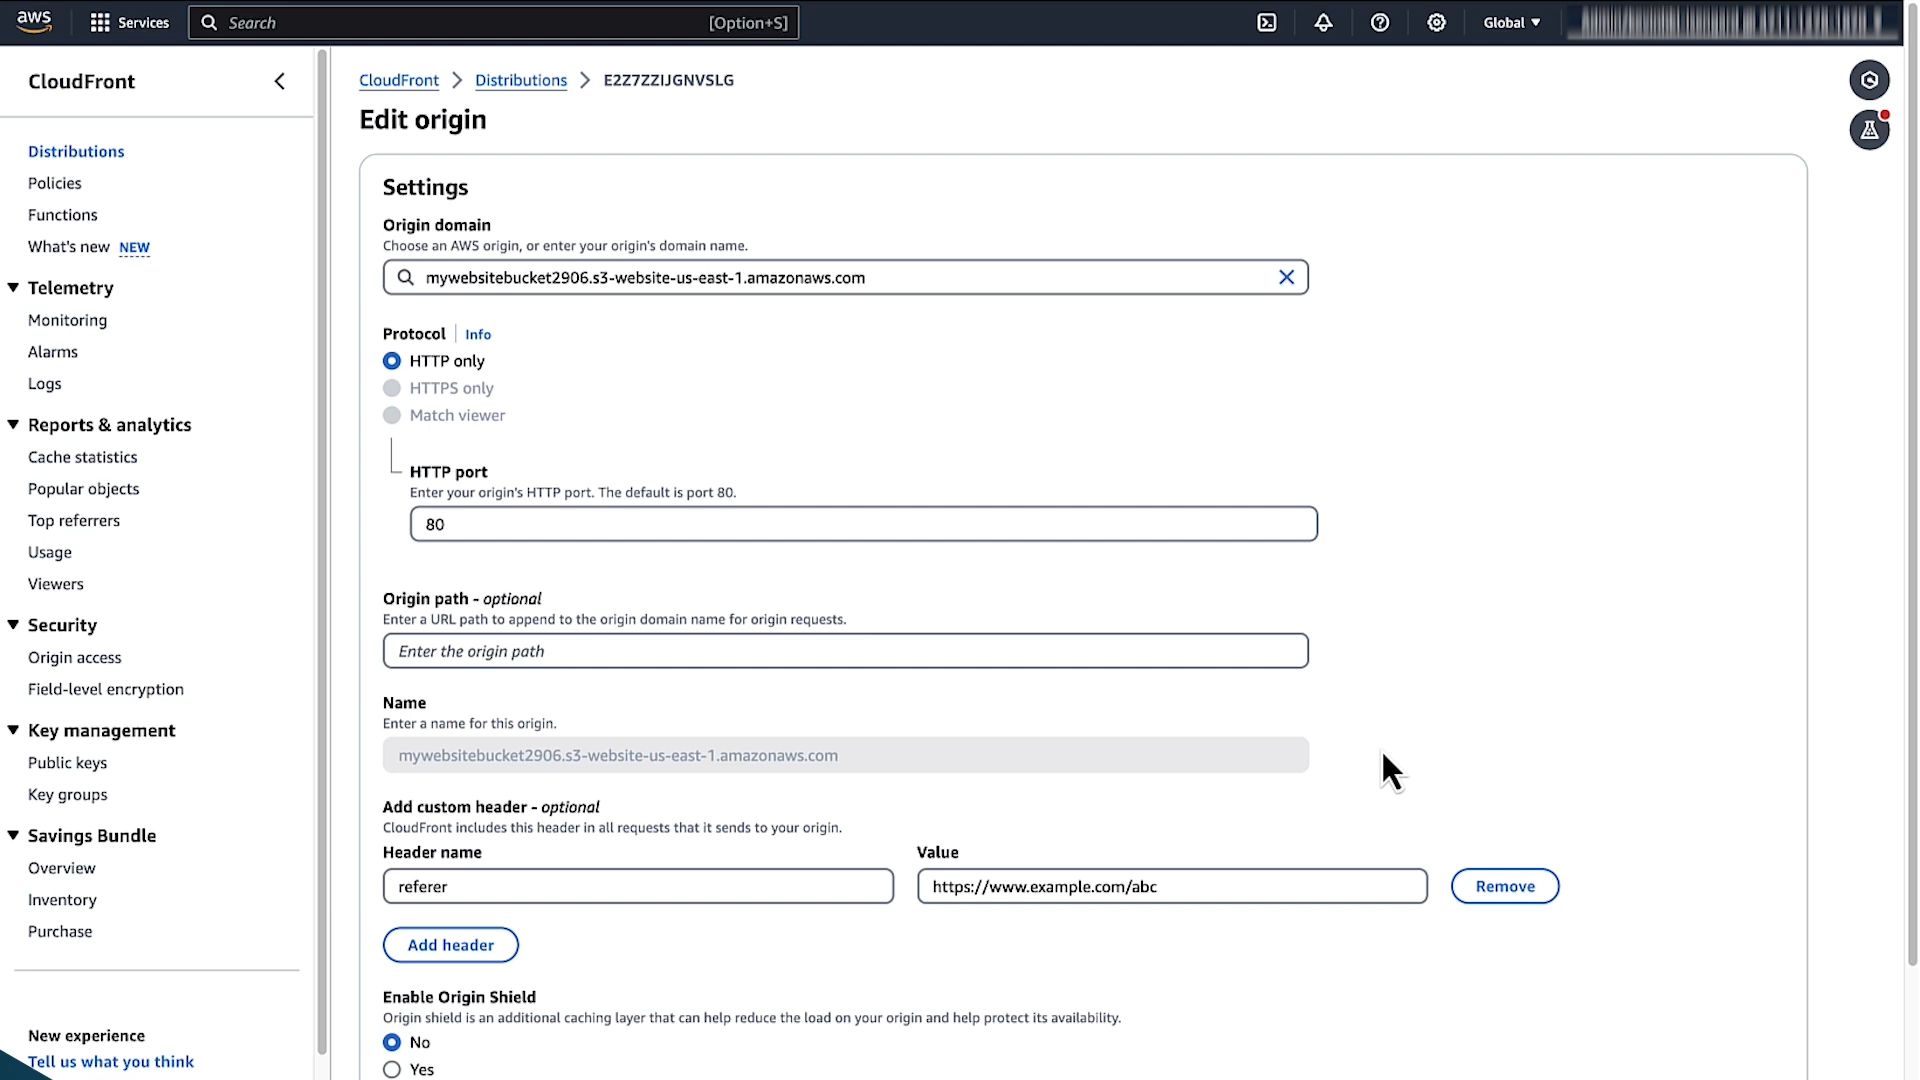 aws
Services
Search
[Option+S]
Global
CloudFront
Distributions
Policies
Functions
What's new NEW
Telemetry
Monitoring
Alarms
Logs
Reports & analytics
Cache statistics
Popular objects
Top referrers
Usage
Viewers
Security
Origin access
Field-level encryption
Key management
Public keys
Key groups
Savings Bundle
Overview
Inventory
Purchase
New experience
Tell us what you think
CloudFront > Distributions > E2Z7ZZIJGNVSLG
Edit origin
Settings
Origin domain
Choose an AWS origin, or enter your origin's domain name.
mywebsitebucket2906.s3-website-us-east-1.amazonaws.com
Protocol Info
HTTP only
HTTPS only
Match viewer
HTTP port
Enter your origin's HTTP port. The default is port 80.
80
Origin path - optional
Enter a URL path to append to the origin domain name for origin requests.
Enter the origin path
Name
Enter a name for this origin.
mywebsitebucket2906.s3-website-us-east-1.amazonaws.com
Add custom header - optional
CloudFront includes this header in all requests that it sends to your origin.
Header name
Value
referer
https://www.example.com/abc
Remove
Add header
Enable Origin Shield
Origin shield is an additional caching layer that can help reduce the load on your origin and help protect its availability.
No
Yes